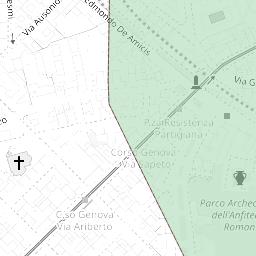 Via Ausonio
Edmondo De Amicis
Via G
P.za Resistenza
Partigiana
Corso Genova
Via Sapeto
C.so Genova
Via Ariberto
Parco Archeo
dell'Anfite
Roman